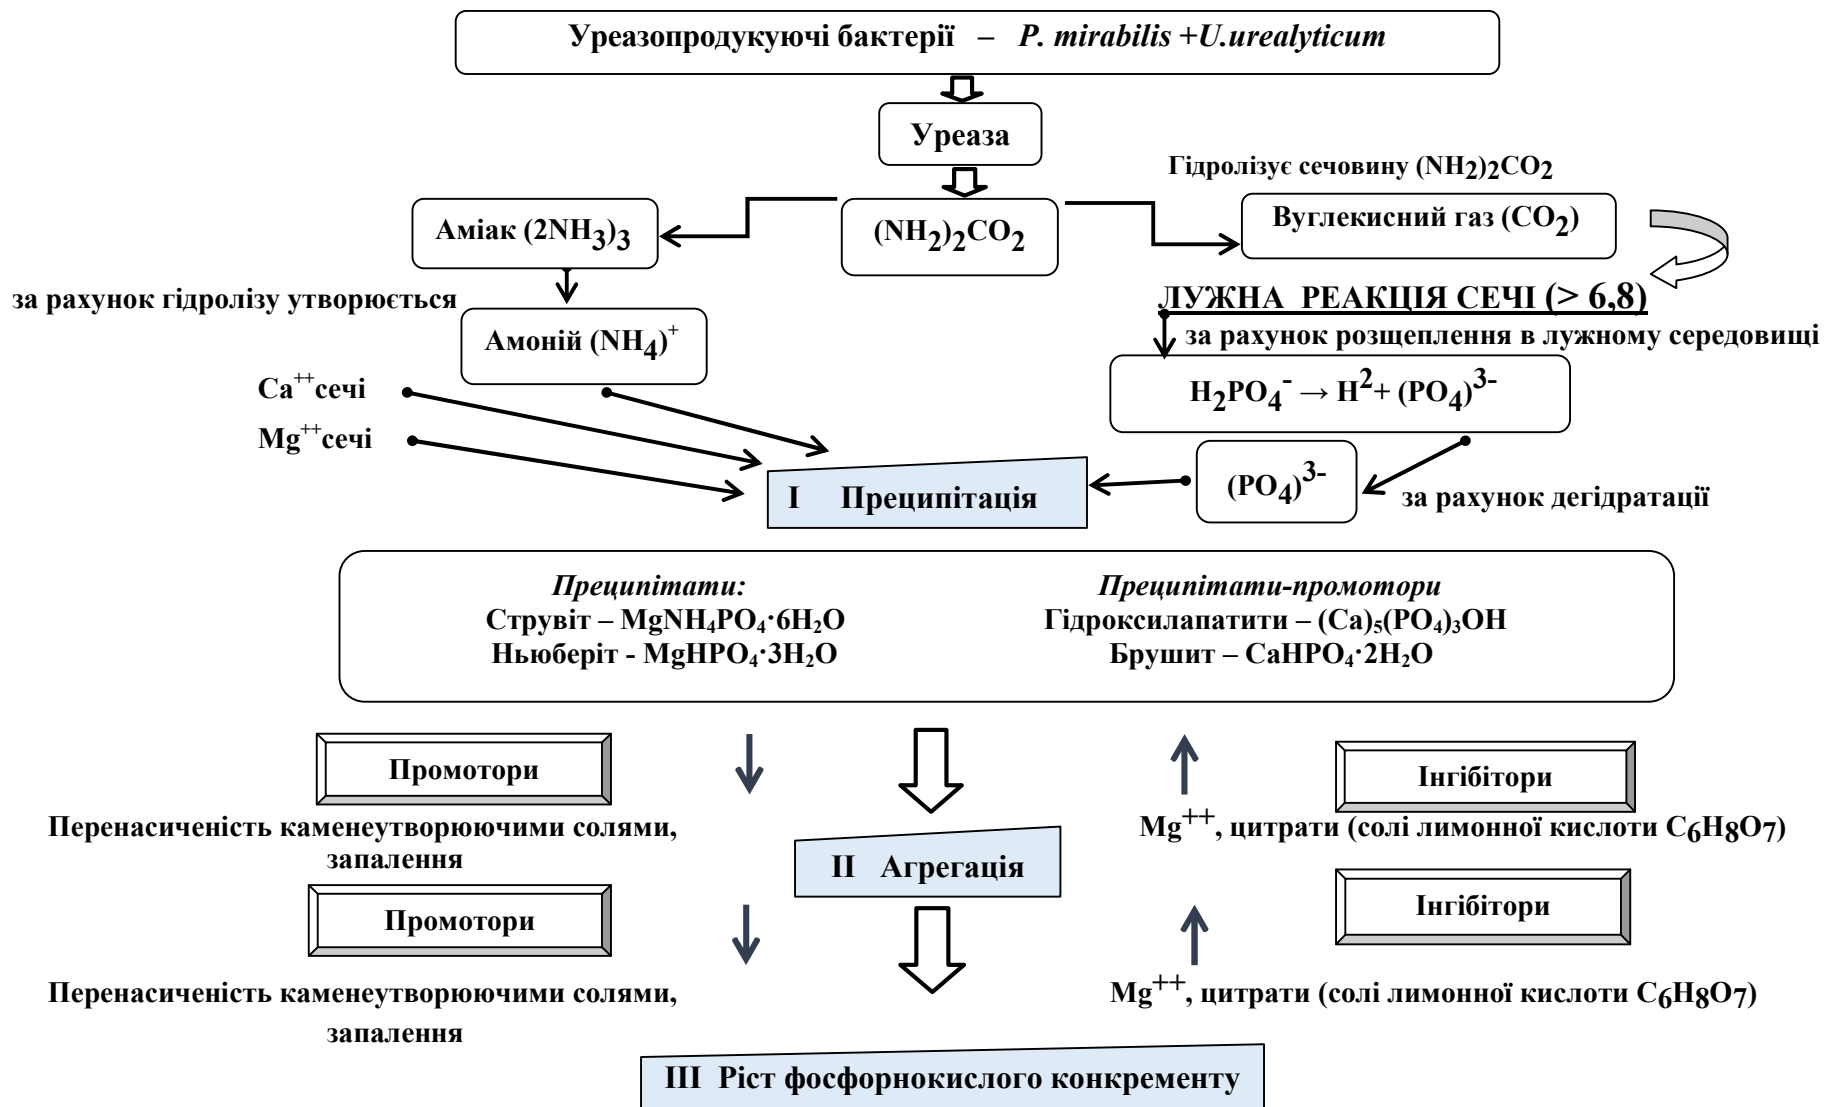 Уреазопродукуючі бактерії – P. mirabilis +U.urealyticum
Уреаза
Гідролізує сечовину (NH2)2CO2
Аміак (2NH3)3
(NH2)2CO2
Вуглекисний газ (CO2)
за рахунок гідролізу утворюється
ЛУЖНА РЕАКЦІЯ СЕЧІ (> 6,8)
за рахунок розщеплення в лужному середовищі
Амоній (NH4)+
Ca++сечі
H2PO4- → H2+ (PO4)3-
Mg++сечі
I Преципітація
(PO4)3-
за рахунок дегідратації
Преципітати:
Струвіт – MgNH₄PO₄·6H₂O
Ньюберіт - MgHPO₄·3H₂O
Преципітати-промотори
Гідроксилапатити – (Ca)₅(PO₄)₃OH
Брушит – CaHPO₄·2H₂O
Промотори
Інгібітори
Перенасиченість каменеутворюючими солями,
запалення
Mg++, цитрати (солі лимонної кислоти C6H8O7)
II Агрегація
Промотори
Інгібітори
Перенасиченість каменеутворюючими солями,
запалення
Mg++, цитрати (солі лимонної кислоти C6H8O7)
III Ріст фосфорнокислого конкременту